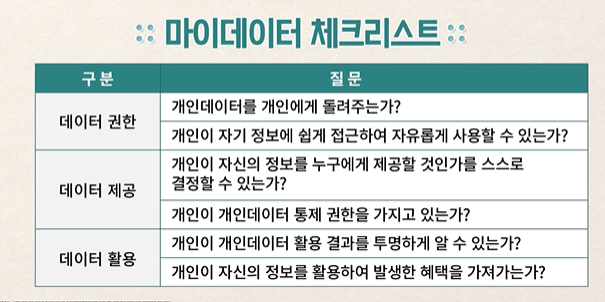 마이데이터 체크리스트
구분 질문
데이터 권한
개인데이터를 개인에게 돌려주는가?
개인이 자기 정보에 쉽게 접근하여 자유롭게 사용할 수 있는가?
데이터 제공
개인이 자신의 정보를 누구에게 제공할 것인가를 스스로
결정할 수 있는가?
개인이 개인데이터 통제 권한을 가지고 있는가?
데이터 활용
개인이 개인데이터 활용 결과를 투명하게 알 수 있는가?
개인이 자신의 정보를 활용하여 발생한 혜택을 가져가는가?